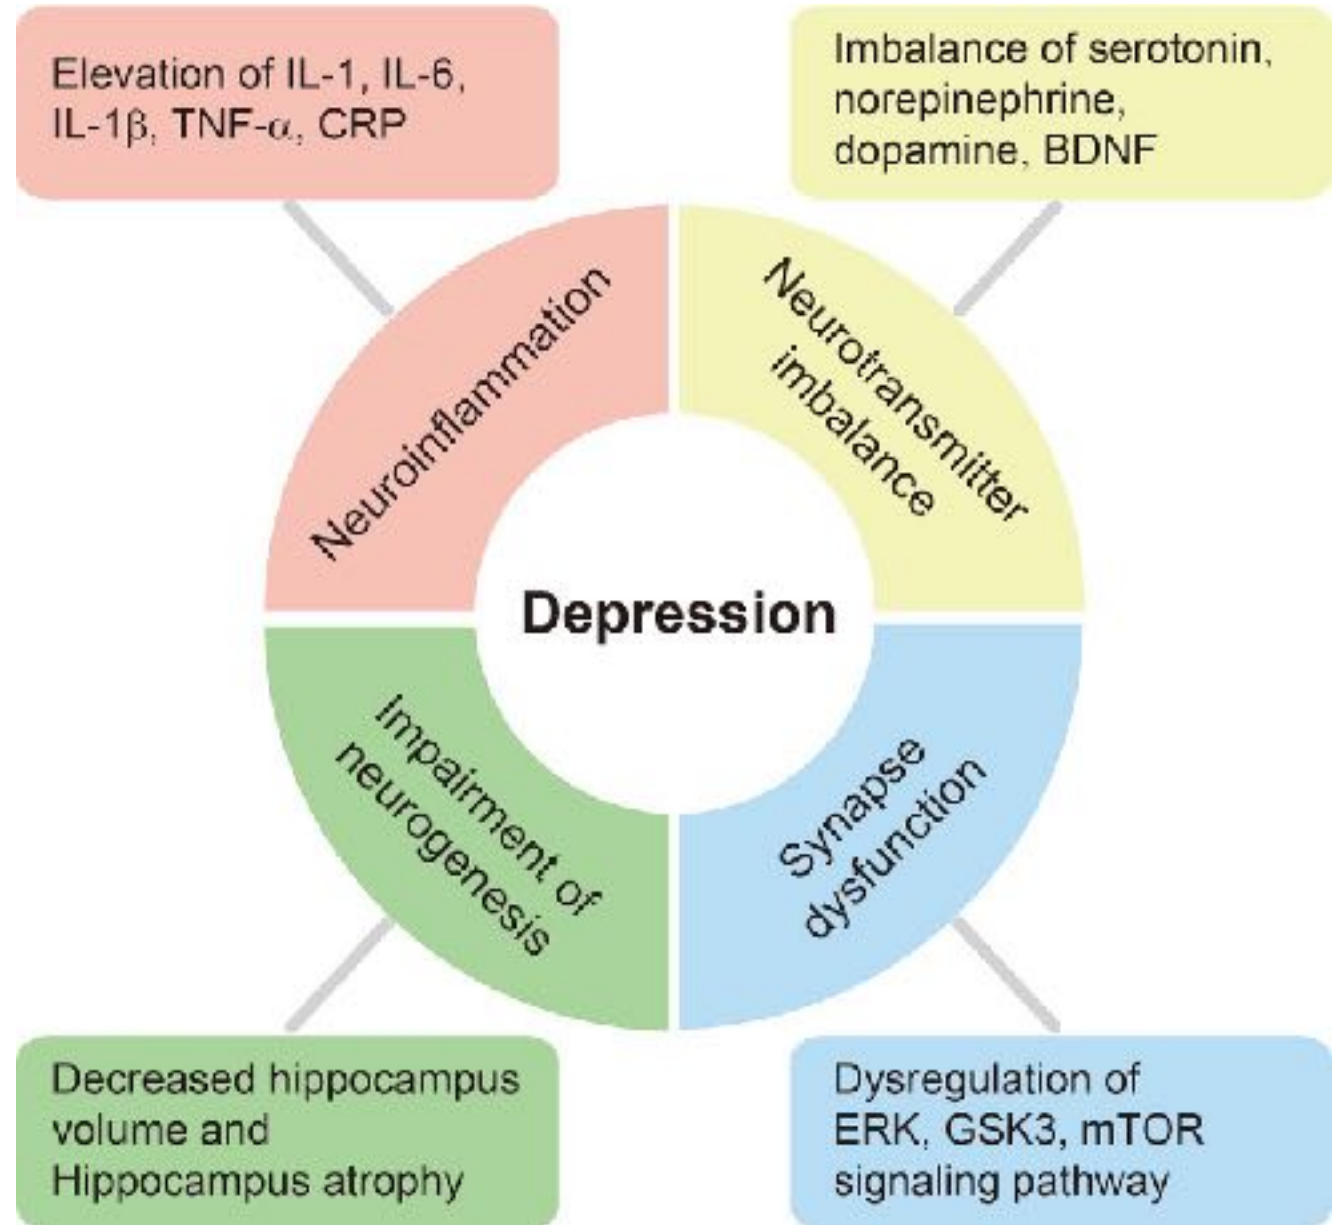 Elevation of IL-1, IL-6,
IL-1β, TNF-α, CRP
Imbalance of serotonin,
norepinephrine,
dopamine, BDNF
Neuroinflammation
Neurotransmitter
imbalance
Depression
Impairment of
neurogenesis
Synapse
dysfunction
Decreased hippocampus
volume and
Hippocampus atrophy
Dysregulation of
ERK, GSK3, mTOR
signaling pathway